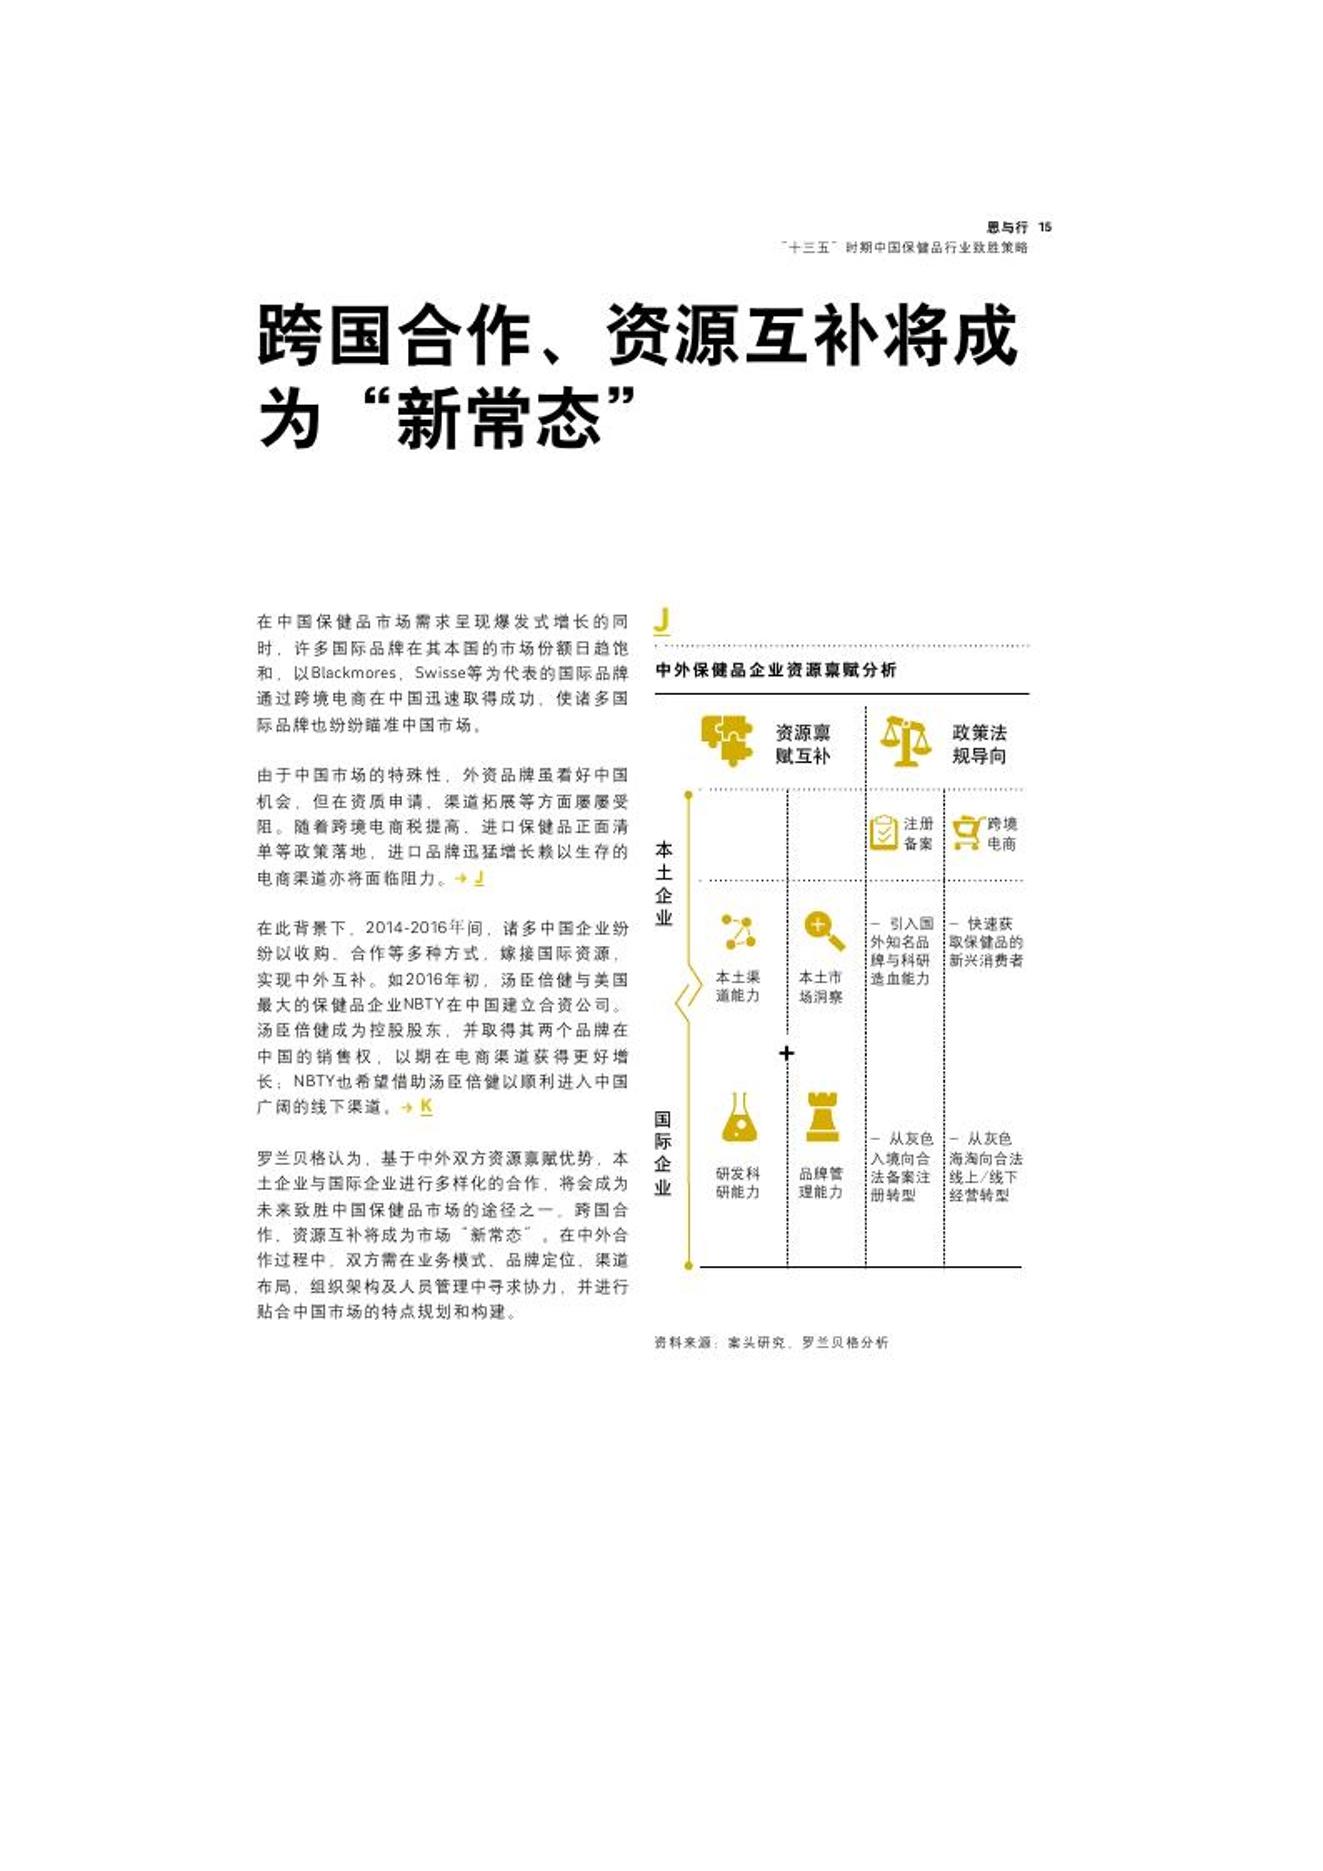 思与行 15
“十三五”时期中国保健品行业致胜策略
跨国合作、资源互补将成
为“新常态”
在中国保健品市场需求呈现爆发式增长的同
时，许多国际品牌在其本国的市场份额日趋饱
和，以Blackmores、Swisse等为代表的国际品牌
通过跨境电商在中国迅速取得成功，使诸多国
际品牌也纷纷瞄准中国市场。
由于中国市场的特殊性，外资品牌虽看好中国
机会，但在资质申请、渠道拓展等方面屡屡受
阻。随着跨境电商税提高、进口保健品正面清
单等政策落地，进口品牌迅猛增长赖以生存的
电商渠道亦将面临阻力。→ J
在此背景下，2014-2016年间，诸多中国企业纷
纷以收购、合作等多种方式，嫁接国际资源，
实现中外互补。如2016年初，汤臣倍健与美国
最大的保健品企业NBTY在中国建立合资公司。
汤臣倍健成为控股股东，并取得其两个品牌在
中国的销售权，以期在电商渠道获得更好增
长；NBTY也希望借助汤臣倍健以顺利进入中国
广阔的线下渠道。→ K
罗兰贝格认为，基于中外双方资源禀赋优势，本
土企业与国际企业进行多样化的合作，将会成为
未来致胜中国保健品市场的途径之一。跨国合
作、资源互补将成为市场“新常态”。在中外合
作过程中，双方需在业务模式、品牌定位、渠道
布局，组织架构及人员管理中寻求协力，并进行
贴合中国市场的特点规划和构建。
J
中外保健品企业资源禀赋分析
资源禀
赋互补
政策法
规导向
注册
备案
跨境
电商
本土企业
本土渠
道能力
本土市
场洞察
– 引入国
外知名品
牌与科研
造血能力
– 快速获
取保健品的
新兴消费者
+
国际企业
研发科
研能力
品牌管
理能力
– 从灰色
入境向合
法备案注
册转型
– 从灰色
海淘向合法
线上/线下
经营转型
资料来源：案头研究、罗兰贝格分析